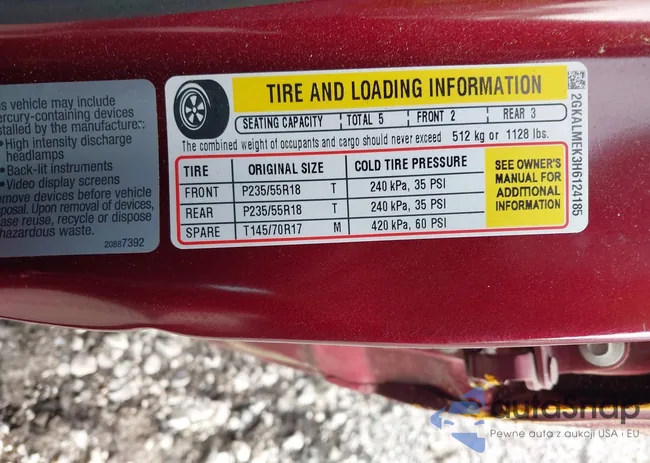 s vehicle may include
ercury-containing devices
stalled by the manufacturer:
• High intensity discharge
headlamps
• Back-lit instruments
• Video display screens
move devices before vehicle
posal. Upon removal of devices,
ase reuse, recycle or dispose
hazardous waste.
20887392
TIRE AND LOADING INFORMATION
SEATING CAPACITY TOTAL 5 FRONT 2 REAR 3
The combined weight of occupants and cargo should never exceed 512 kg or 1128 lbs.
TIRE ORIGINAL SIZE COLD TIRE PRESSURE
FRONT P235/55R18 T 240 kPa, 35 PSI
REAR P235/55R18 T 240 kPa, 35 PSI
SPARE T145/70R17 M 420 kPa, 60 PSI
SEE OWNER'S
MANUAL FOR
ADDITIONAL
INFORMATION
2GKALMEK3H6124185
autoSnap
Pewne auta z aukcji USA i EU